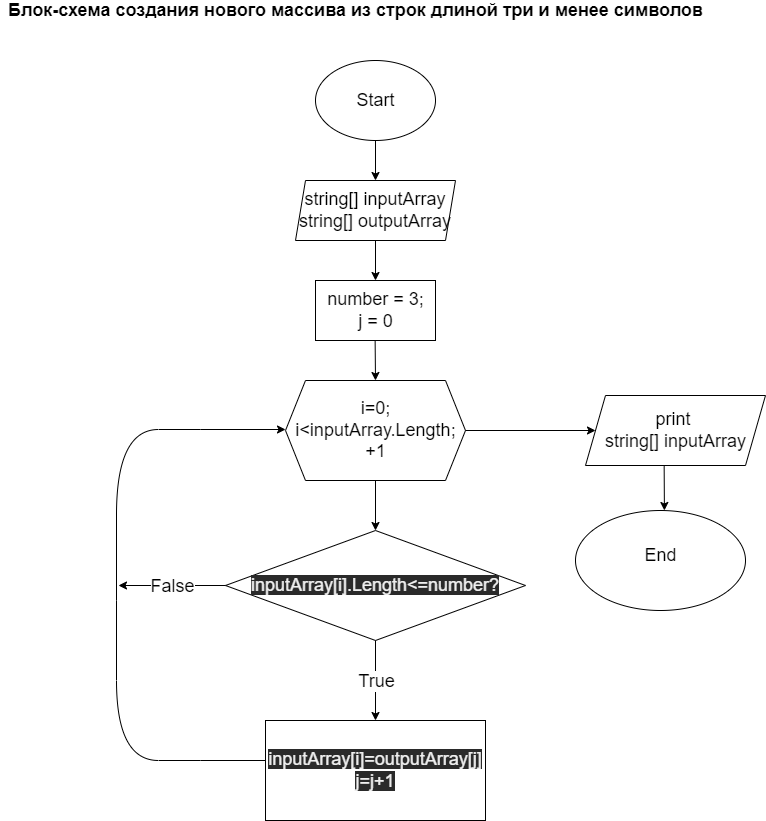 Блок-схема создания нового массива из строк длиной три и менее символов
Start
string[] inputArray
string[] outputArray
number = 3;
j = 0
i=0;
i<inputArray.Length;
+1
print
string[] inputArray
End
inputArray[i].Length<=number?
False
True
inputArray[i]=outputArray[j]
j=j+1